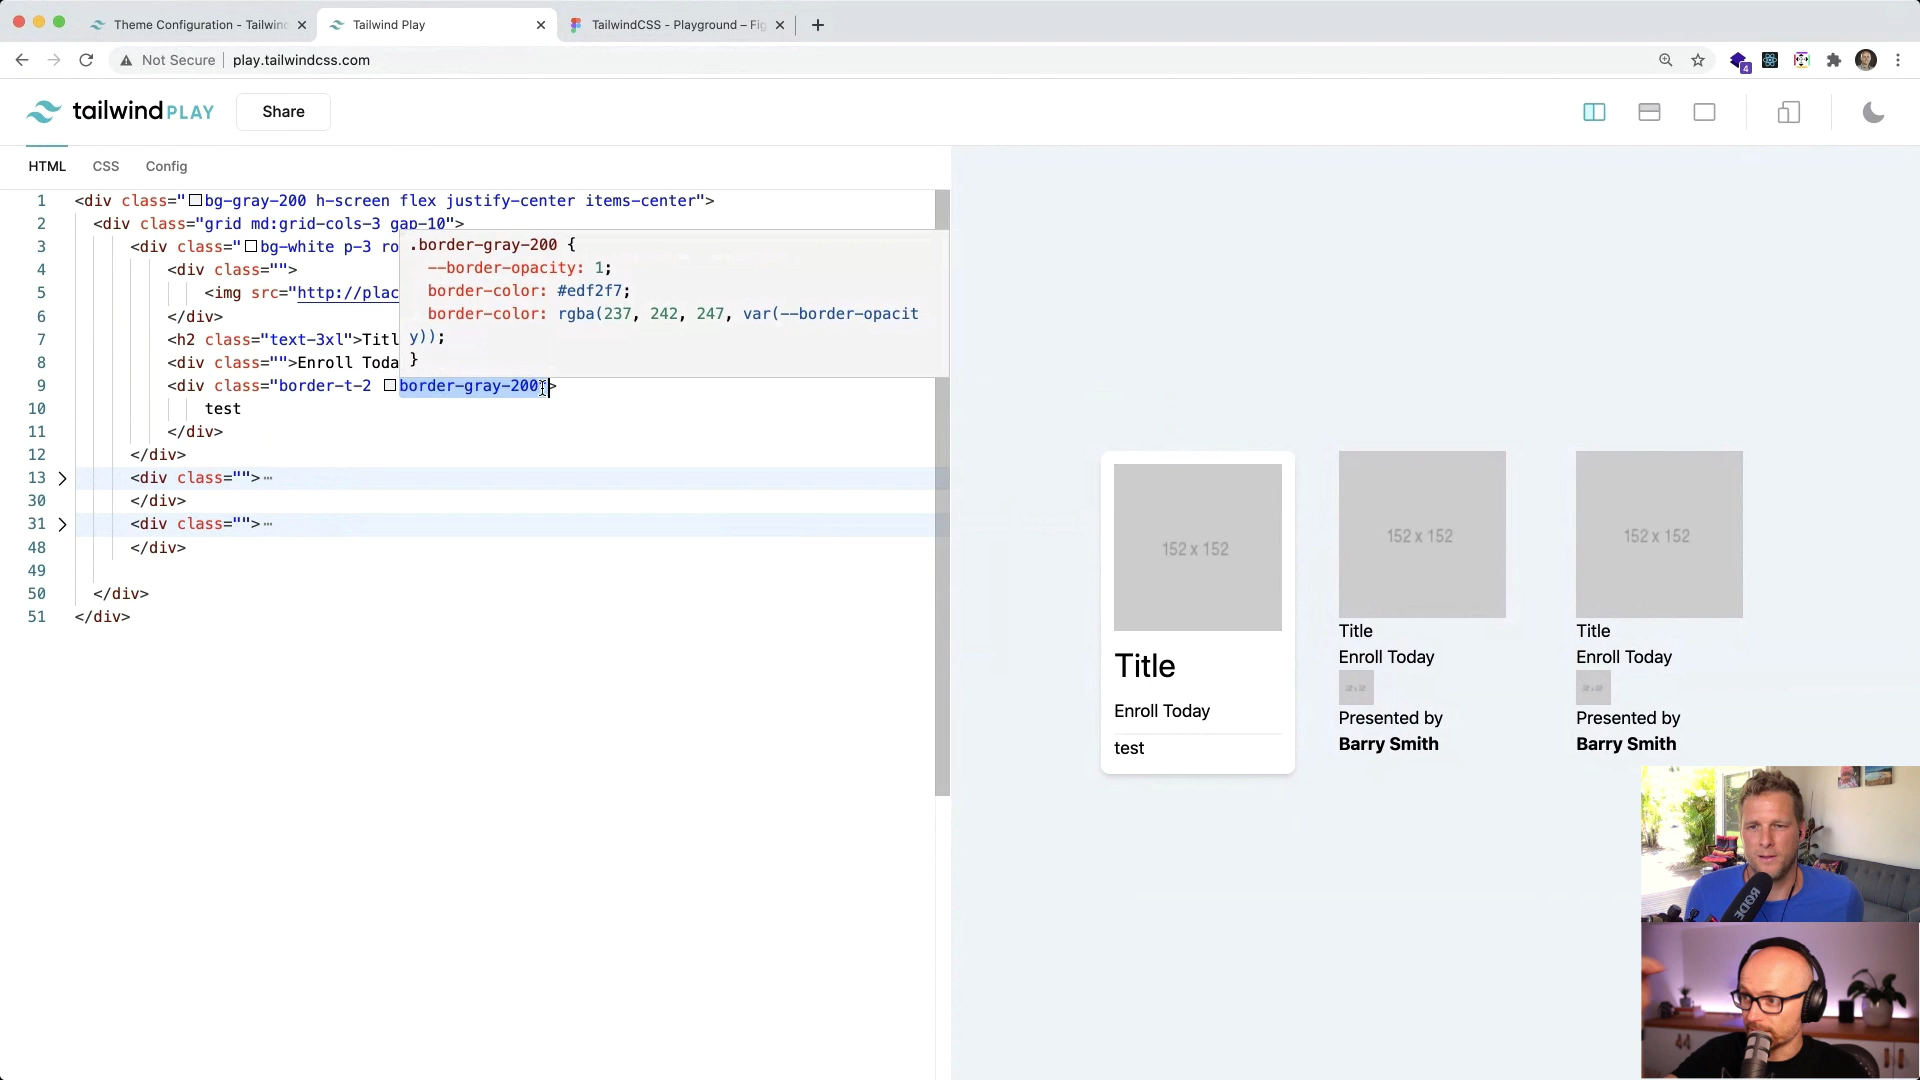 Theme Configuration - Tailwind
Tailwind Play
TailwindCSS - Playground – Fig
Not Secure
play.tailwindcss.com
4
tailwind PLAY
Share
HTML
CSS
Config
1 <div class="bg-gray-200 h-screen flex justify-center items-center">
2 <div class="grid md:grid-cols-3 gap-10">
3 <div class="bg-white p-3 ro
4 <div class="">
5 <img src="http://plac
6 </div>
7 <h2 class="text-3xl">Titl
8 <div class="">Enroll Toda
9 <div class="border-t-2 border-gray-200">
10 test
11 </div>
12 </div>
13 <div class="">…
30 </div>
31 <div class="">…
48 </div>
49
50 </div>
51 </div>
.border-gray-200 {
--border-opacity: 1;
border-color: #edf2f7;
border-color: rgba(237, 242, 247, var(--border-opacit
y));
}
152 x 152
Title
Enroll Today
test
152 x 152
Title
Enroll Today
Presented by
Barry Smith
152 x 152
Title
Enroll Today
Presented by
Barry Smith
RODE